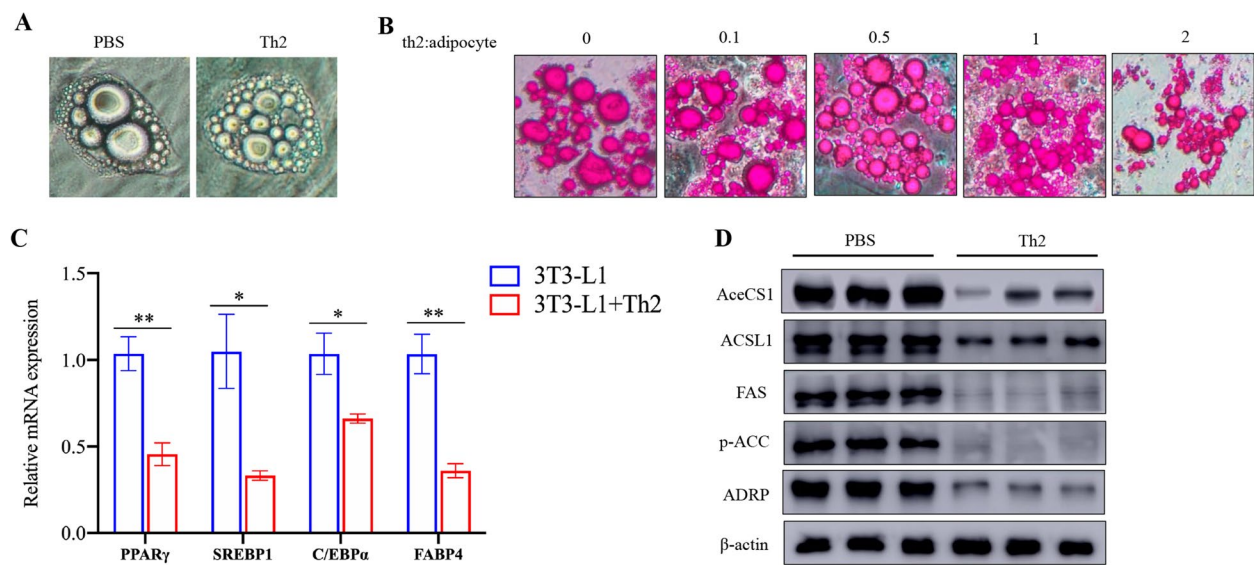 A
PBS Th2
B
th2:adipocyte 0 0.1 0.5 1 2
C
Relative mRNA expression
1.5
1.0
0.5
0.0
** * * **
PPARγ SREBP1 C/EBPα FABP4
3T3-L1
3T3-L1+Th2
D
PBS Th2
AceCS1
ACSL1
FAS
p-ACC
ADRP
β-actin